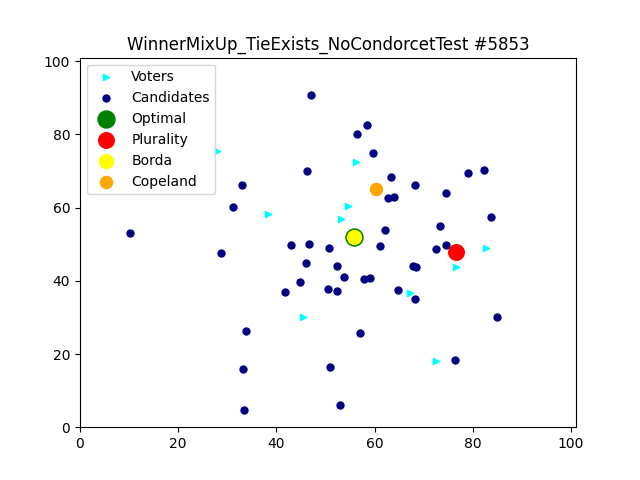 WinnerMixUp_TieExists_NoCondorcetTest #5853
Voters
Candidates
Optimal
Plurality
Borda
Copeland
100
80
60
40
20
0
0 20 40 60 80 100